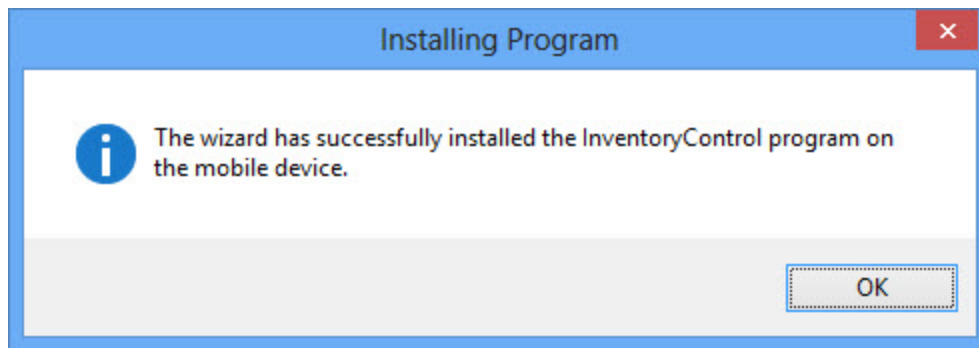 Installing Program
The wizard has successfully installed the InventoryControl program on
the mobile device.
OK